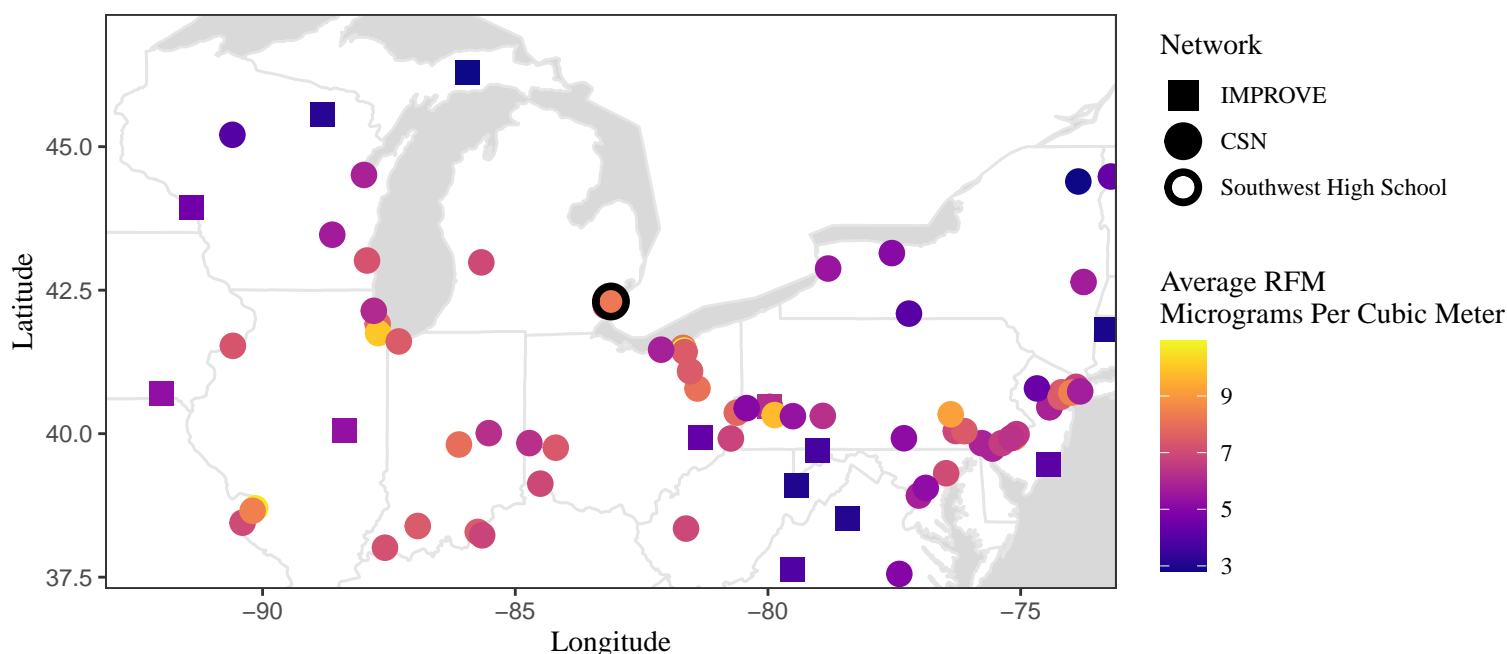 Network
IMPROVE
CSN
Southwest High School
Average RFM
Micrograms Per Cubic Meter
9
7
5
3
Latitude
45.0
42.5
40.0
37.5
−90
−85
−80
−75
Longitude